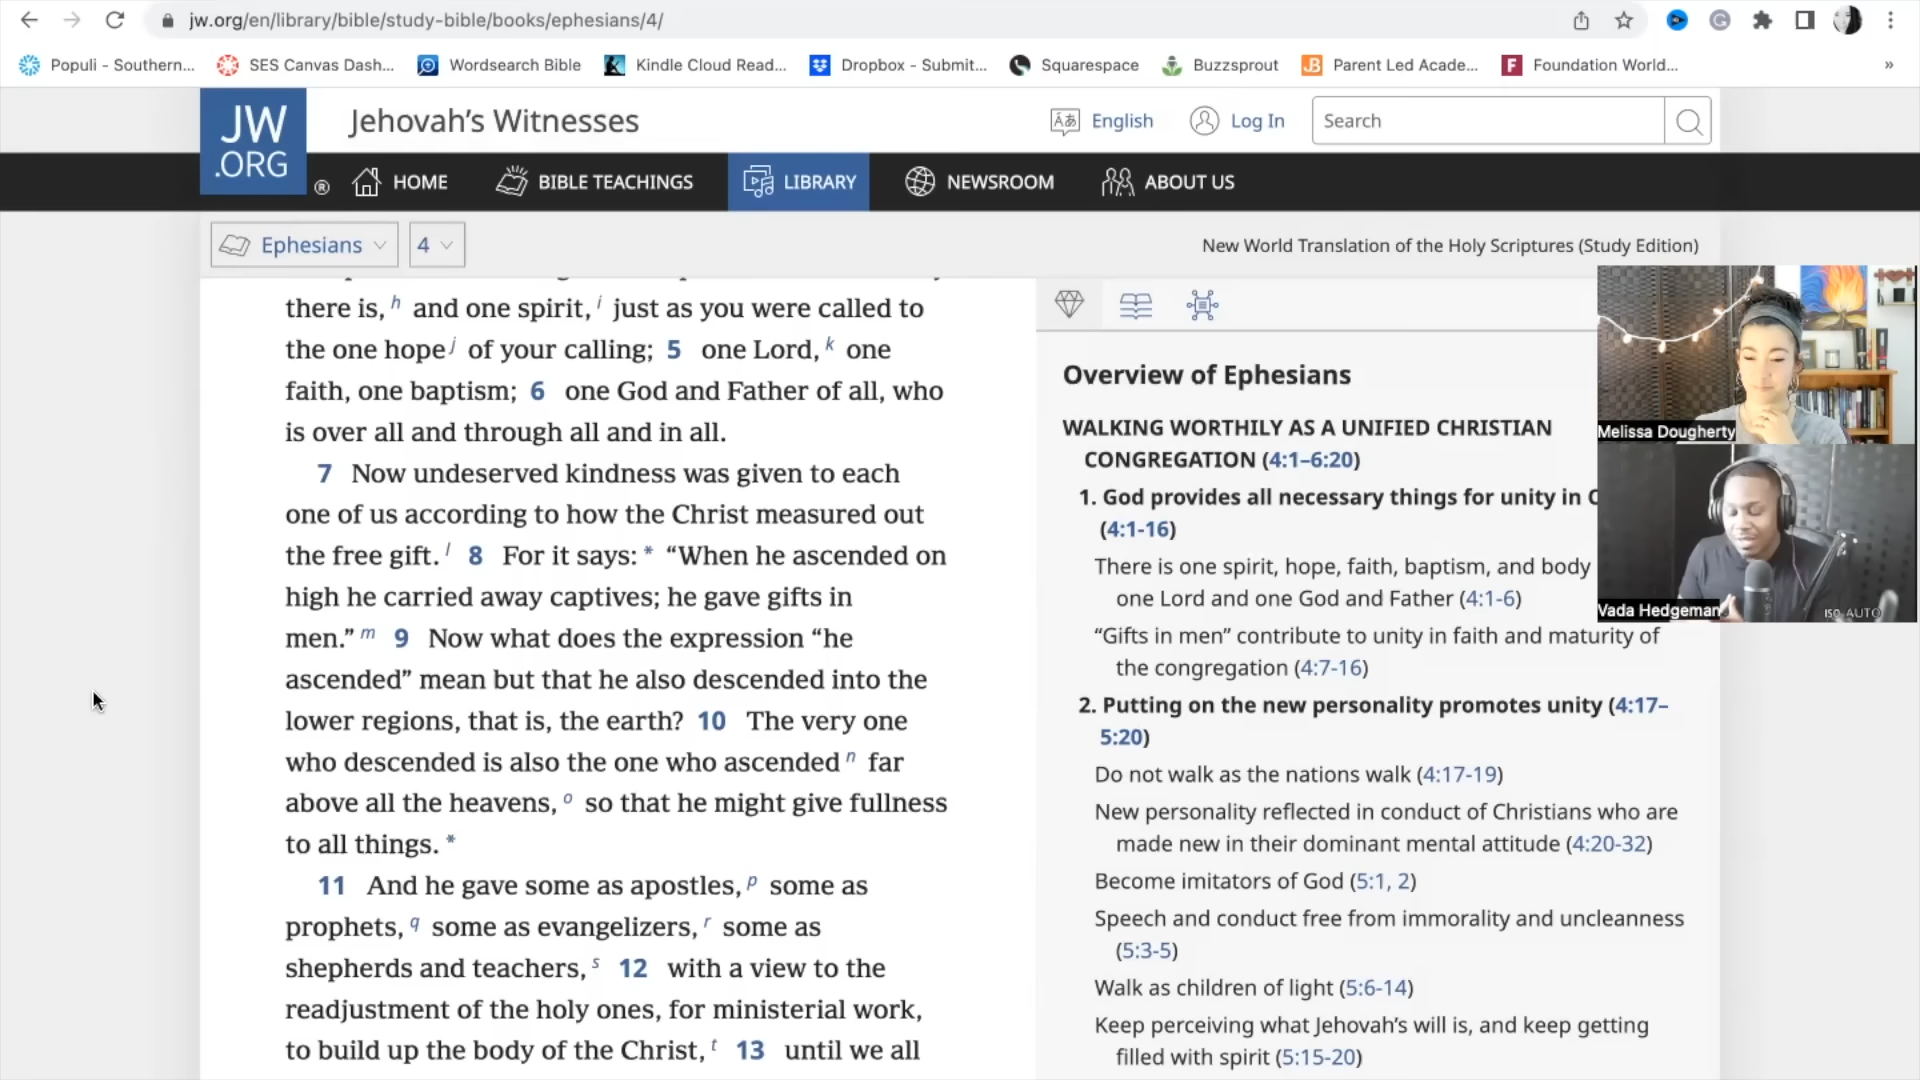 jw.org/en/library/bible/study-bible/books/ephesians/4/
Populi - Southern... SES Canvas Dash... Wordsearch Bible Kindle Cloud Read... Dropbox - Submit... Squarespace Buzzsprout Parent Led Acade... Foundation World... »
JW
.ORG
®
Jehovah's Witnesses
English Log In Search
HOME BIBLE TEACHINGS LIBRARY NEWSROOM ABOUT US
Ephesians 4
New World Translation of the Holy Scriptures (Study Edition)
there is, h and one spirit, i just as you were called to
the one hope j of your calling; 5 one Lord, k one
faith, one baptism; 6 one God and Father of all, who
is over all and through all and in all.
7 Now undeserved kindness was given to each
one of us according to how the Christ measured out
the free gift. l 8 For it says: * “When he ascended on
high he carried away captives; he gave gifts in
men.” m 9 Now what does the expression “he
ascended” mean but that he also descended into the
lower regions, that is, the earth? 10 The very one
who descended is also the one who ascended n far
above all the heavens, o so that he might give fullness
to all things. *
11 And he gave some as apostles, p some as
prophets, q some as evangelizers, r some as
shepherds and teachers, s 12 with a view to the
readjustment of the holy ones, for ministerial work,
to build up the body of the Christ, t 13 until we all
Overview of Ephesians
WALKING WORTHILY AS A UNIFIED CHRISTIAN
CONGREGATION (4:1–6:20)
1. God provides all necessary things for unity in C
(4:1-16)
There is one spirit, hope, faith, baptism, and body
one Lord and one God and Father (4:1-6)
“Gifts in men” contribute to unity in faith and maturity of
the congregation (4:7-16)
2. Putting on the new personality promotes unity (4:17–
5:20)
Do not walk as the nations walk (4:17-19)
New personality reflected in conduct of Christians who are
made new in their dominant mental attitude (4:20-32)
Become imitators of God (5:1, 2)
Speech and conduct free from immorality and uncleanness
(5:3-5)
Walk as children of light (5:6-14)
Keep perceiving what Jehovah's will is, and keep getting
filled with spirit (5:15-20)
Melissa Dougherty
Vada Hedgeman
ISO AUTO